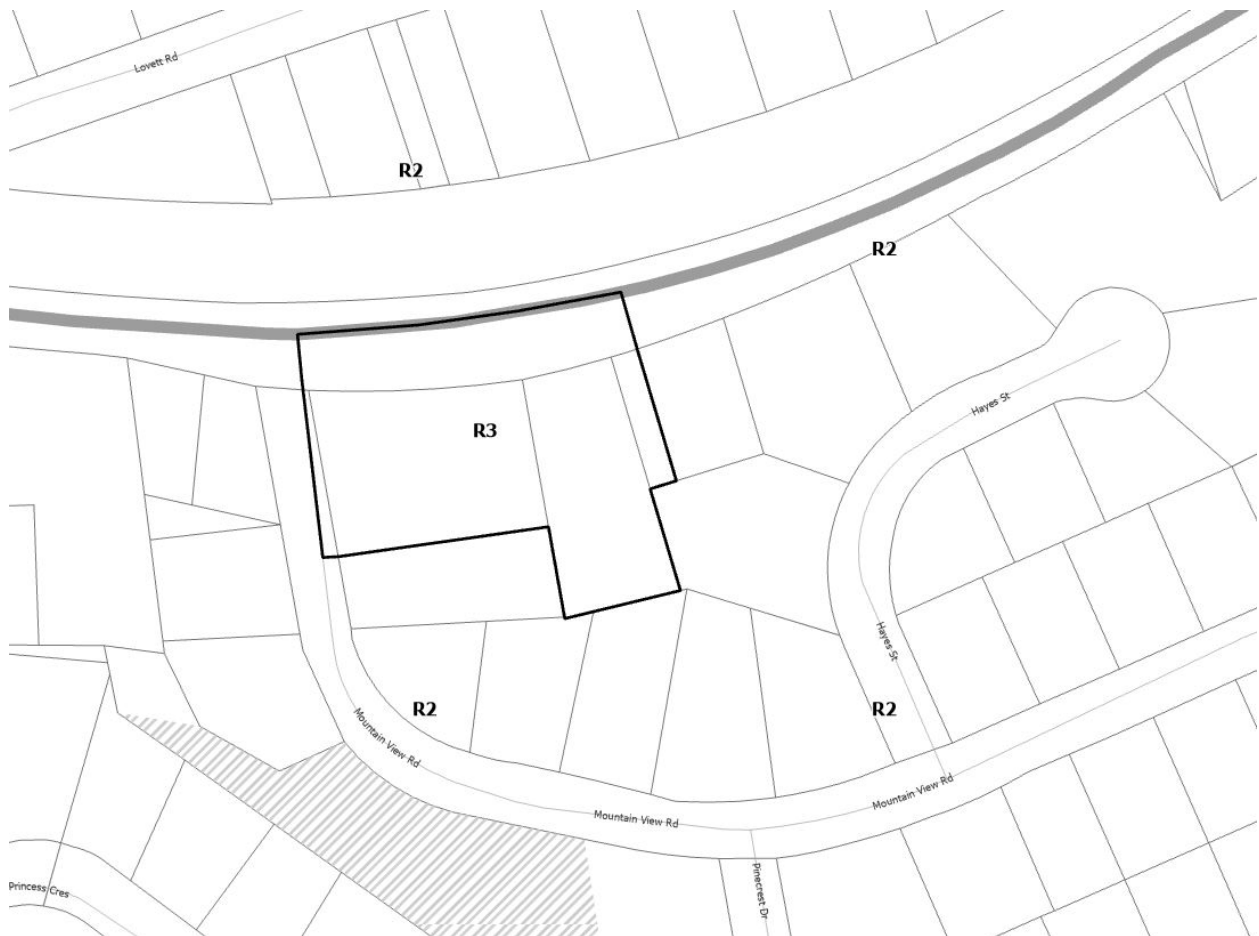 Lovett Rd
R2
R2
Hayes St
R3
Hayes St
R2
R2
Mountain View Rd
Mountain View Rd
Mountain View Rd
Pinecrest Dr
Princess Cres